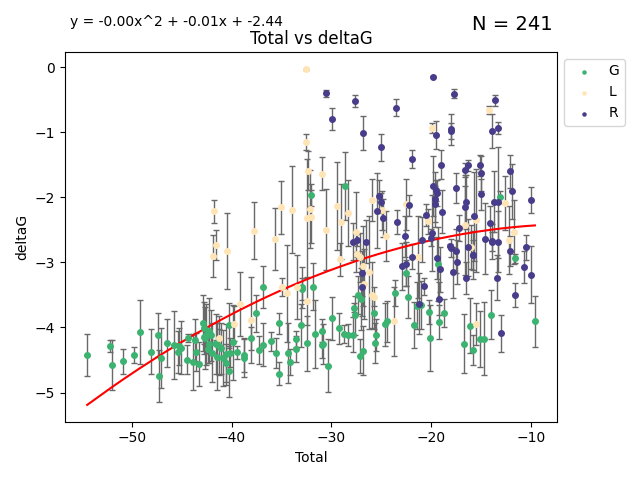 y = -0.00x^2 + -0.01x + -2.44
N = 241
Total vs deltaG
G
L
R
0
−1
−2
−3
−4
−5
deltaG
−50 −40 −30 −20 −10
Total